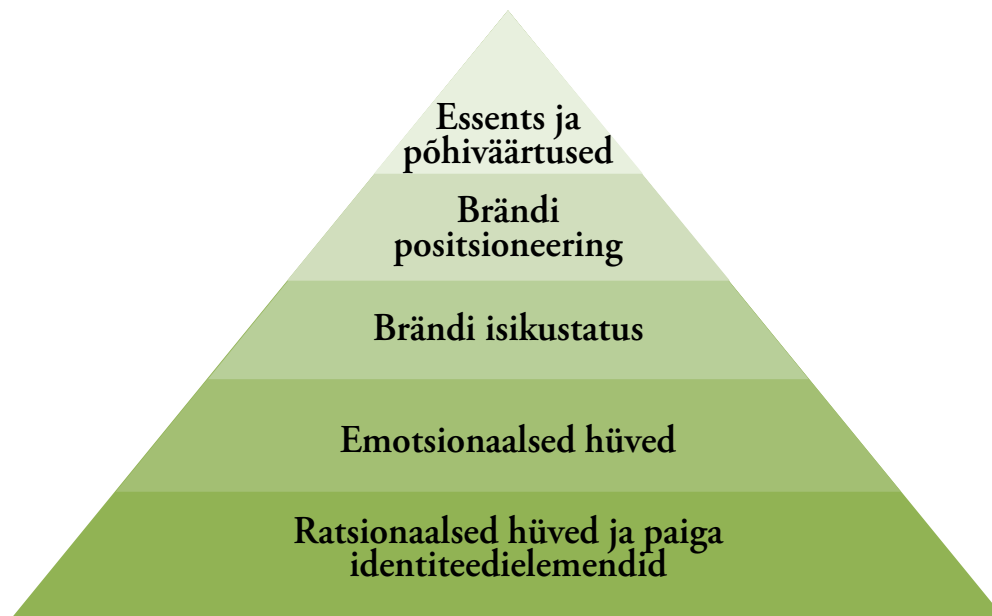 Essents ja
põhiväärtused
Brändi
positsioneering
Brändi isikustatus
Emotsionaalsed hüved
Ratsionaalsed hüved ja paiga
identiteedielemendid